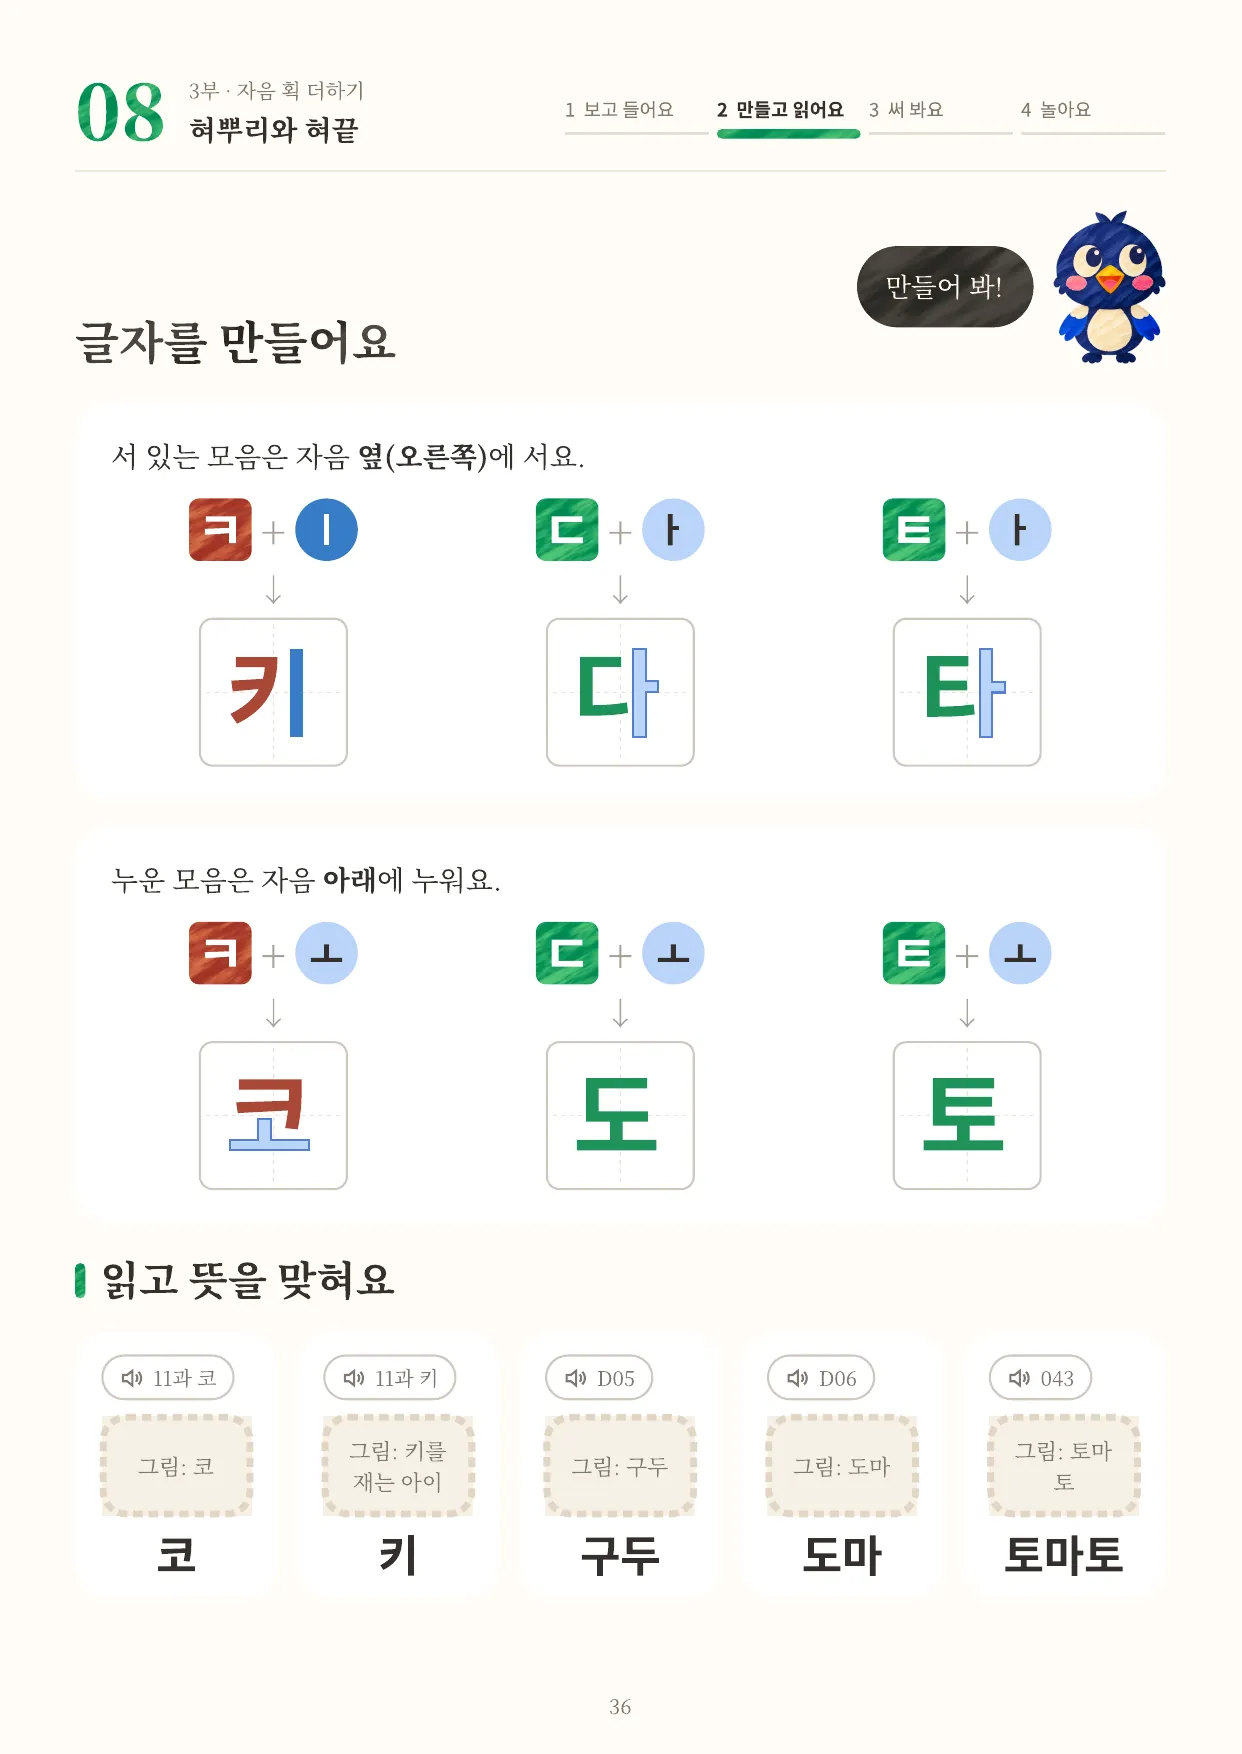 08
3부 · 자음 획 더하기
혀뿌리와 혀끝
1 보고 들어요 2 만들고 읽어요 3 써 봐요 4 놀아요
만들어 봐!
글자를 만들어요
서 있는 모음은 자음 옆(오른쪽)에 서요.
ㅋ + ㅣ ㄷ + ㅏ ㅌ + ㅏ
↓ ↓ ↓
키 다 타
누운 모음은 자음 아래에 누워요.
ㅋ + ㅗ ㄷ + ㅗ ㅌ + ㅗ
↓ ↓ ↓
코 도 토
읽고 뜻을 맞혀요
11과 코 11과 키 D05 D06 043
그림: 코 그림: 키를 그림: 구두 그림: 도마 그림: 토마
재는 아이 토
코 키 구두 도마 토마토
36